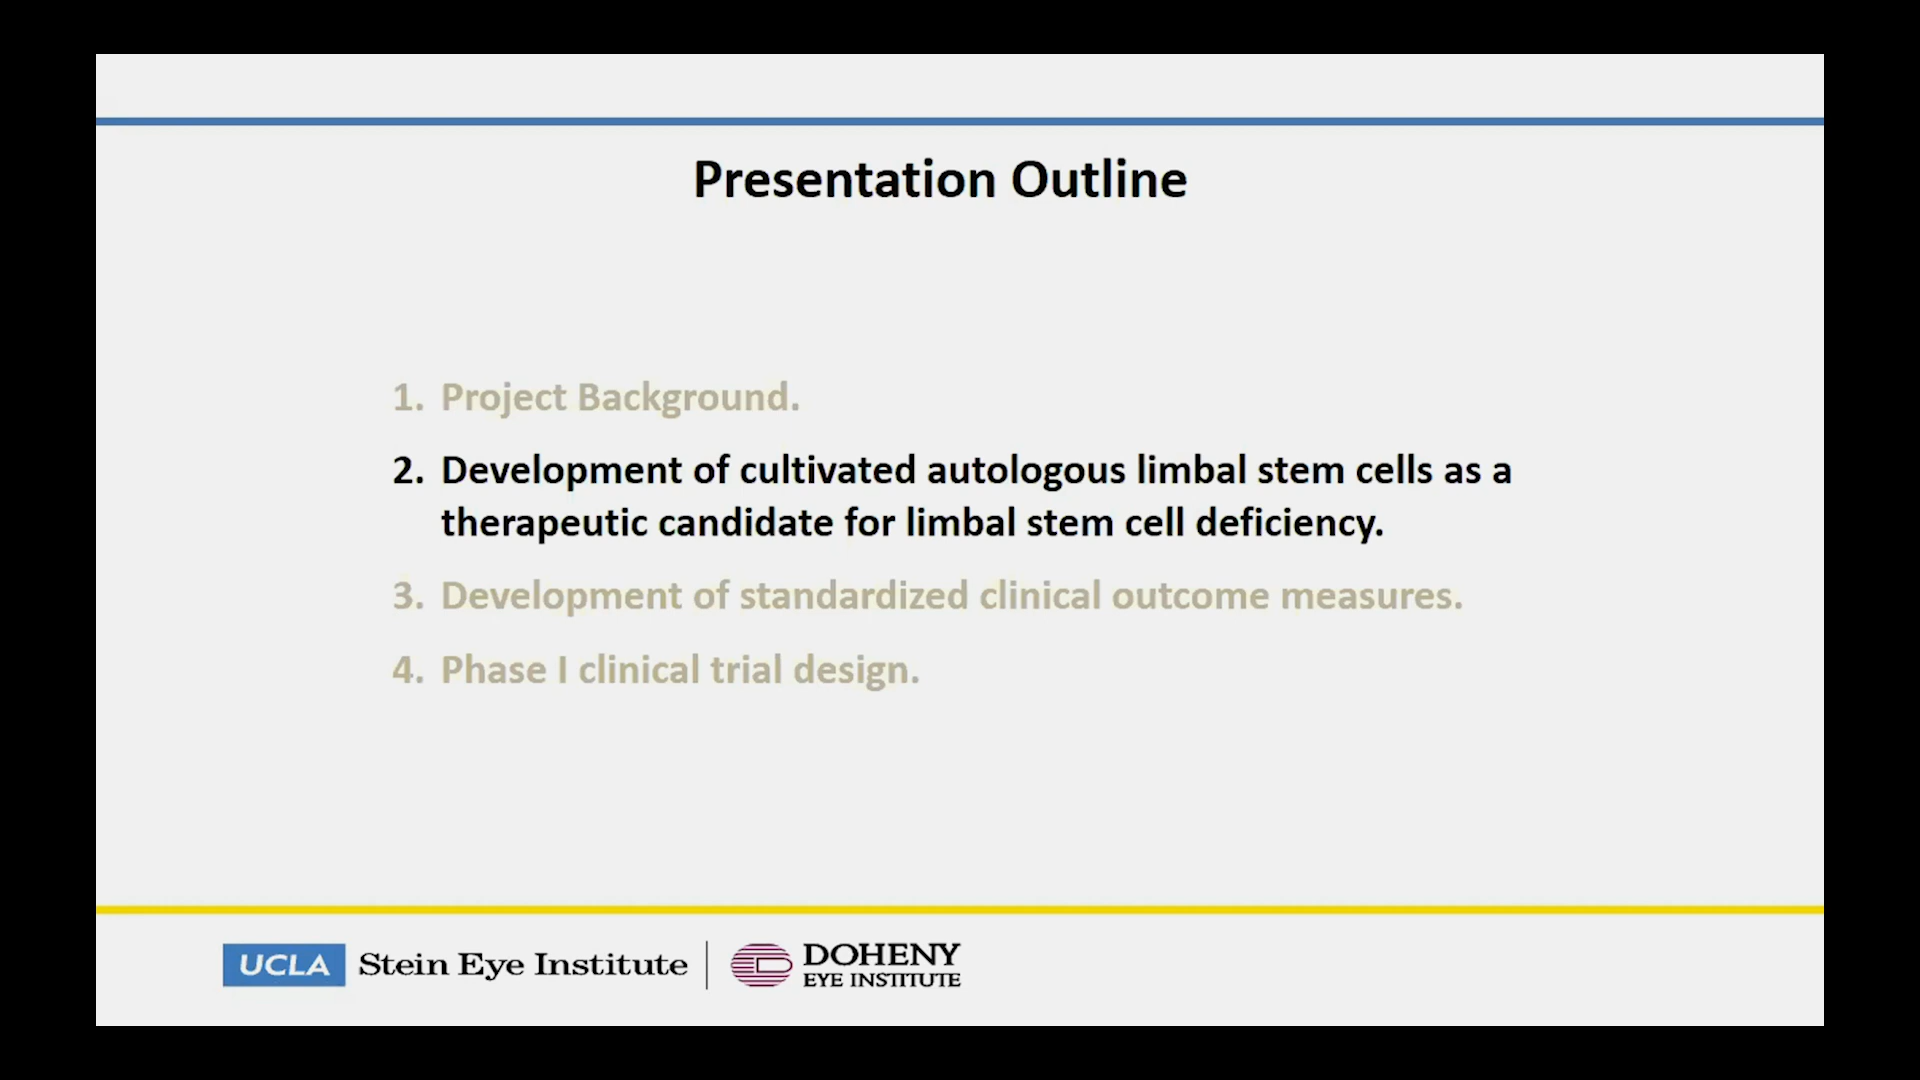 Presentation Outline
1. Project Background.
2. Development of cultivated autologous limbal stem cells as a
therapeutic candidate for limbal stem cell deficiency.
3. Development of standardized clinical outcome measures.
4. Phase I clinical trial design.
UCLA Stein Eye Institute
DOHENY
EYE INSTITUTE